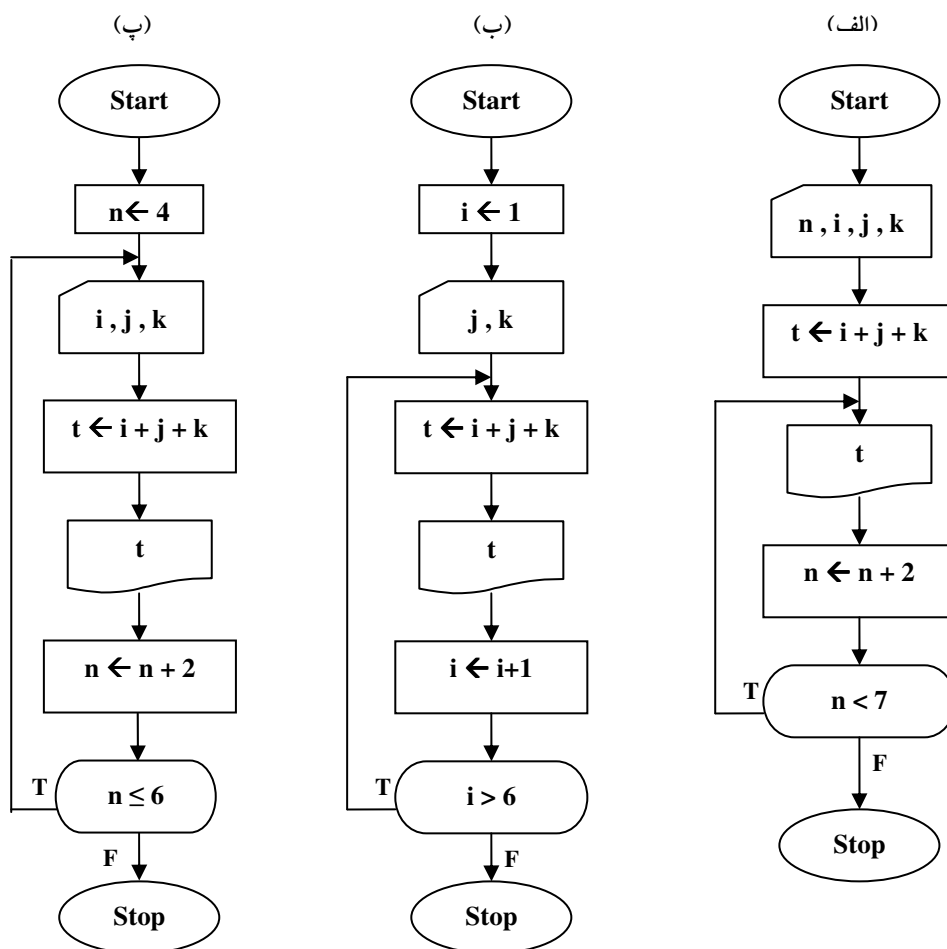 (پ)
Start
n ← 4
i , j , k
t ← i + j + k
t
n ← n + 2
n ≤ 6
T
F
Stop
(ب)
Start
i ← 1
j , k
t ← i + j + k
t
i ← i+1
i > 6
T
F
Stop
(الف)
Start
n , i , j , k
t ← i + j + k
t
n ← n + 2
n < 7
T
F
Stop